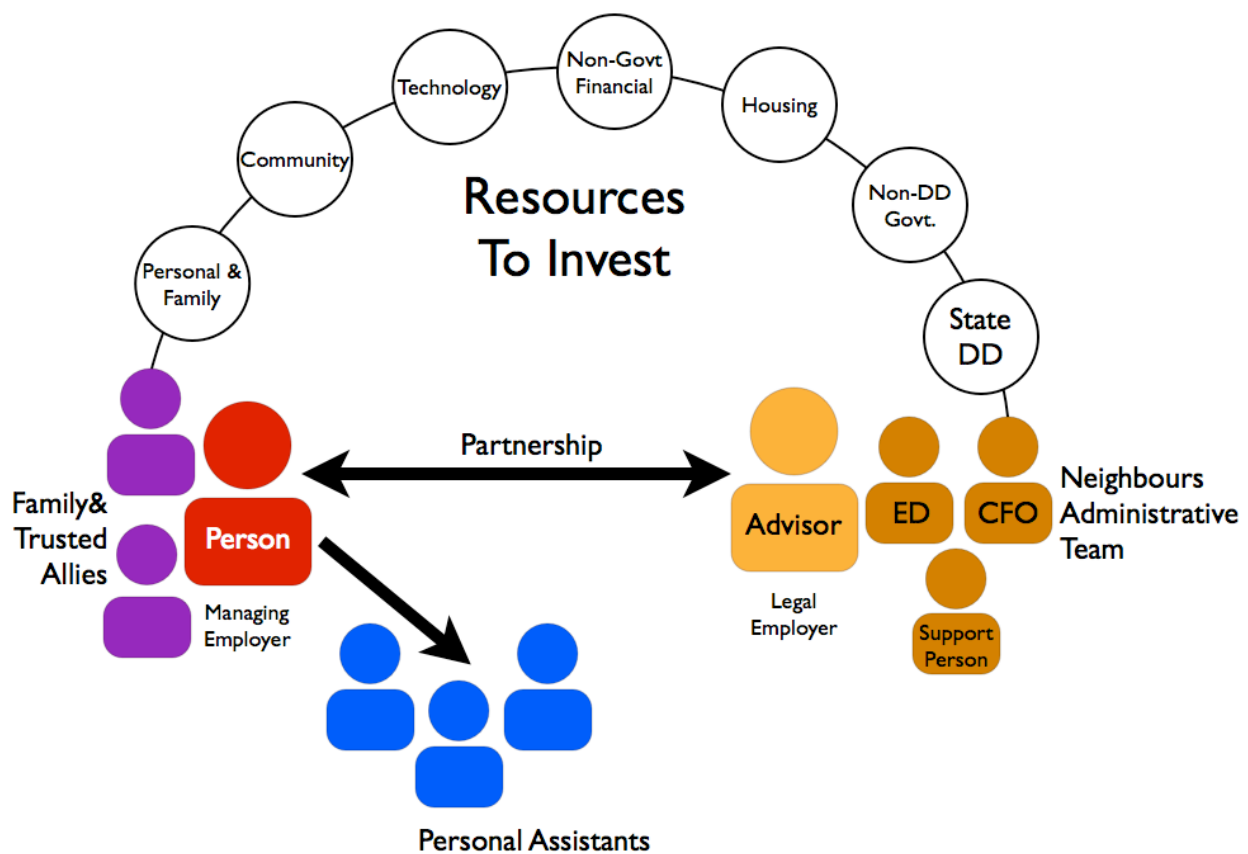 Non-Govt
Financial
Technology
Housing
Community
Non-DD
Govt.
Resources
To Invest
Personal &
Family
State
DD
Partnership
Family&
Trusted
Allies
Person
Managing
Employer
Advisor
Legal
Employer
ED
CFO
Support
Person
Neighbours
Administrative
Team
Personal Assistants